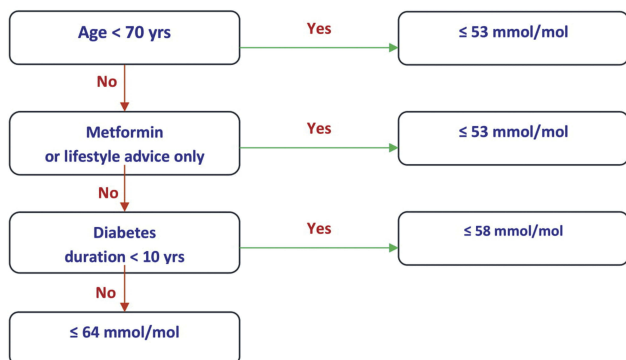 Age < 70 yrs
Yes
≤ 53 mmol/mol
No
Metformin
or lifestyle advice only
Yes
≤ 53 mmol/mol
No
Diabetes
duration < 10 yrs
Yes
≤ 58 mmol/mol
No
≤ 64 mmol/mol